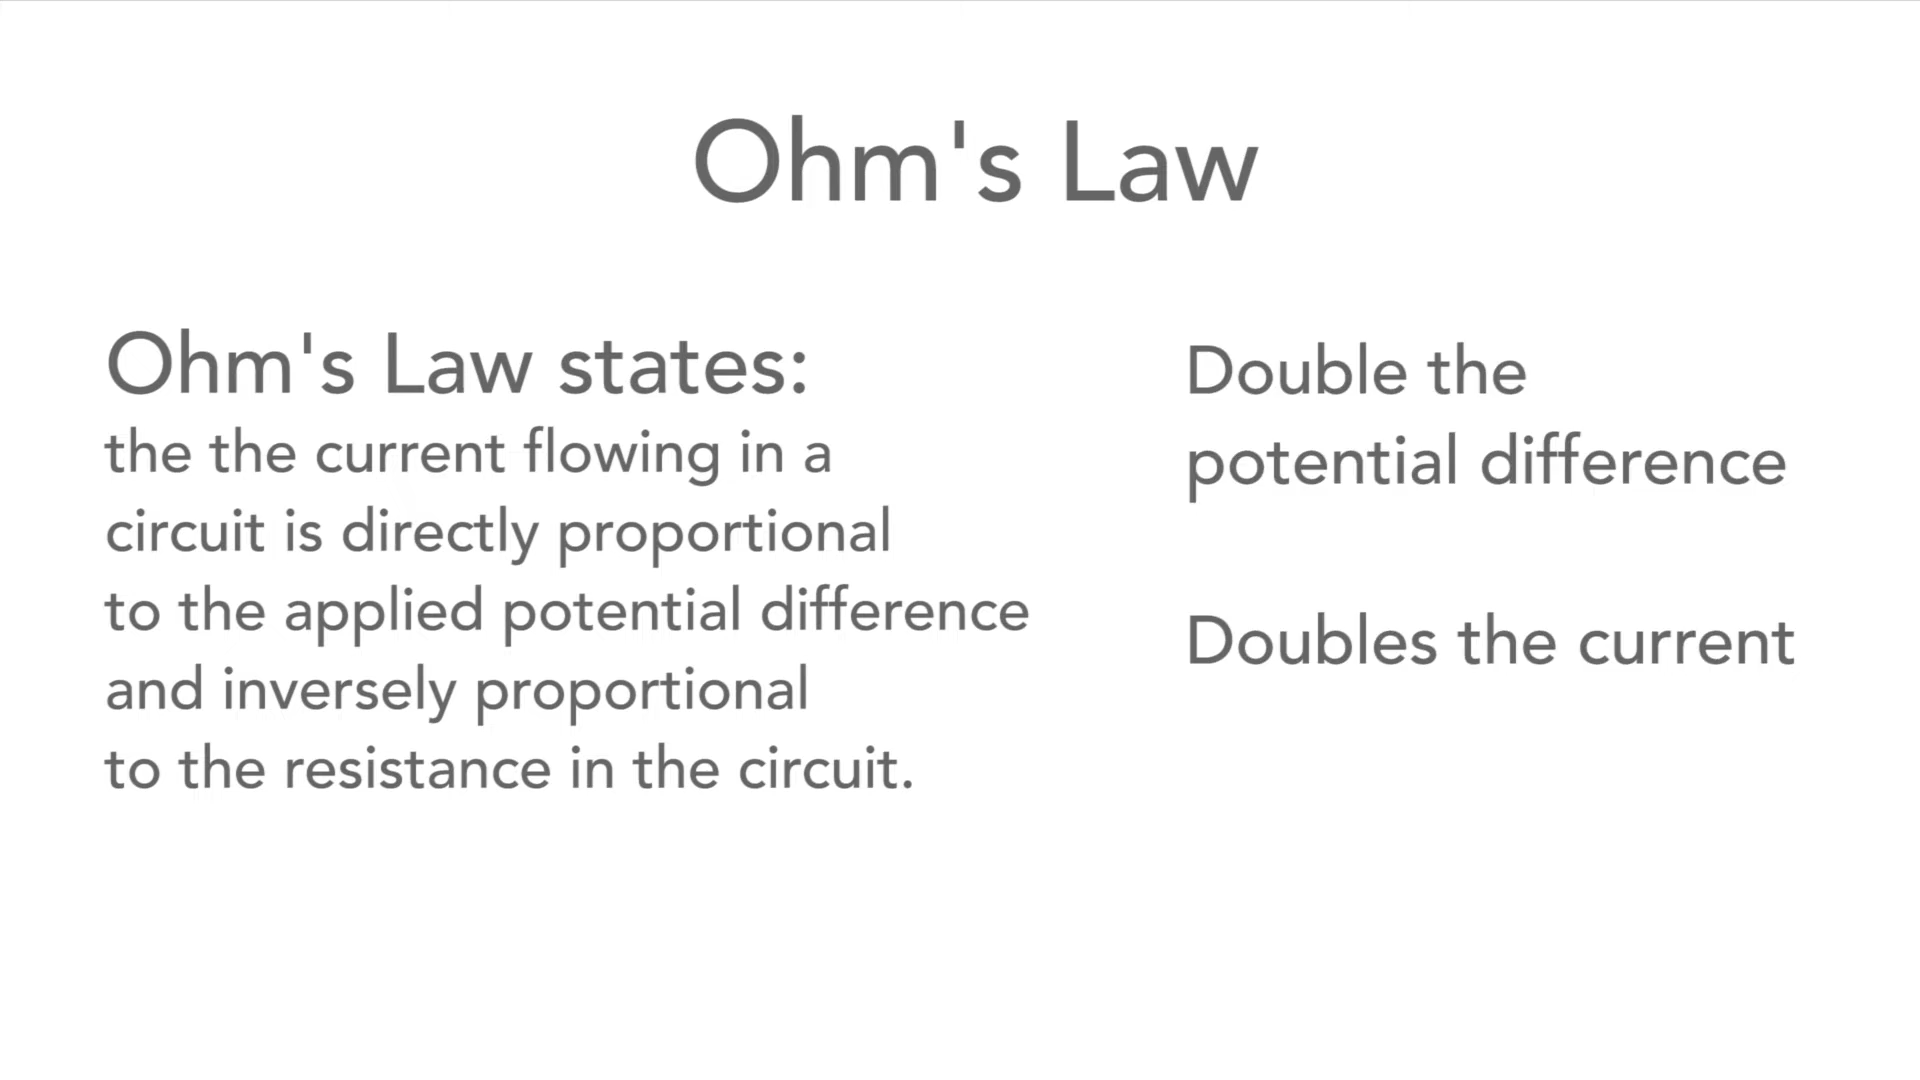 Ohm's Law
Ohm's Law states:
the the current flowing in a
circuit is directly proportional
to the applied potential difference
and inversely proportional
to the resistance in the circuit.
Double the
potential difference
Doubles the current